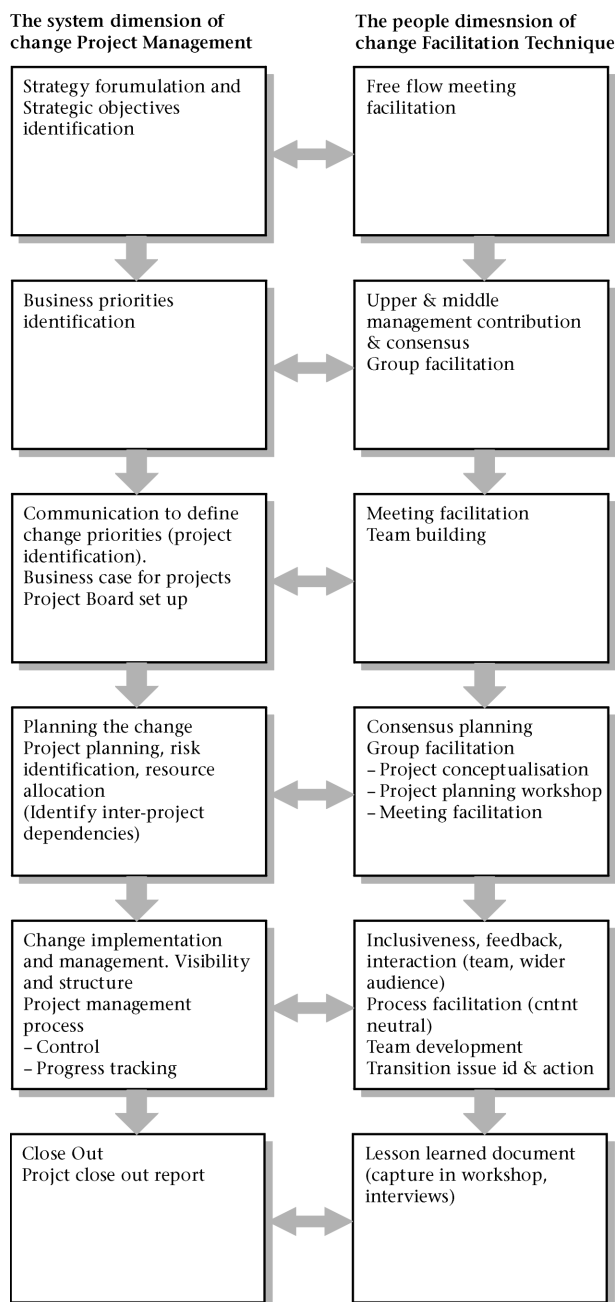 The system dimension of
change Project Management
The people dimesnsion of
change Facilitation Technique
Strategy forumulation and
Strategic objectives
identification
Free flow meeting
facilitation
Business priorities
identification
Upper & middle
management contribution
& consensus
Group facilitation
Communication to define
change priorities (project
identification).
Business case for projects
Project Board set up
Meeting facilitation
Team building
Planning the change
Project planning, risk
identification, resource
allocation
(Identify inter-project
dependencies)
Consensus planning
Group facilitation
– Project conceptualisation
– Project planning workshop
– Meeting facilitation
Change implementation
and management. Visibility
and structure
Project management
process
– Control
– Progress tracking
Inclusiveness, feedback,
interaction (team, wider
audience)
Process facilitation (cntnt
neutral)
Team development
Transition issue id & action
Close Out
Projct close out report
Lesson learned document
(capture in workshop,
interviews)